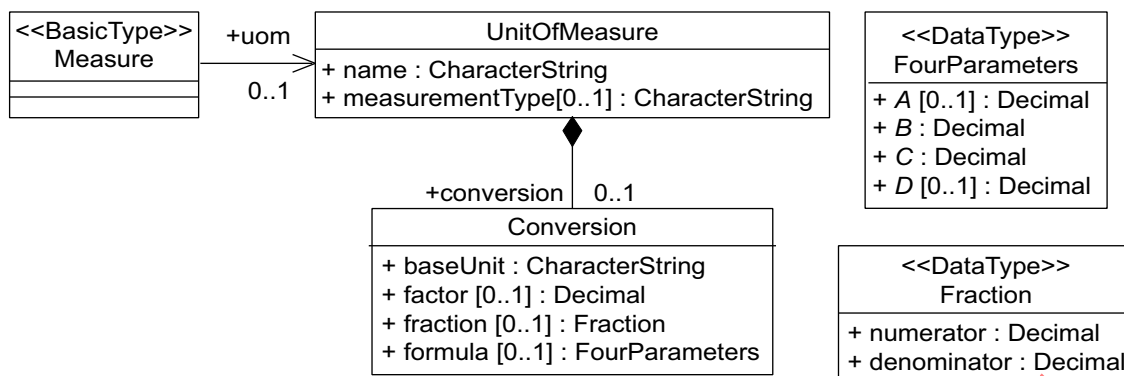 <<BasicType>>
Measure
+uom
0..1
UnitOfMeasure
+ name : CharacterString
+ measurementType[0..1] : CharacterString
+conversion
0..1
Conversion
+ baseUnit : CharacterString
+ factor [0..1] : Decimal
+ fraction [0..1] : Fraction
+ formula [0..1] : FourParameters
<<DataType>>
FourParameters
+ A [0..1] : Decimal
+ B : Decimal
+ C : Decimal
+ D [0..1] : Decimal
<<DataType>>
Fraction
+ numerator : Decimal
+ denominator : Decimal